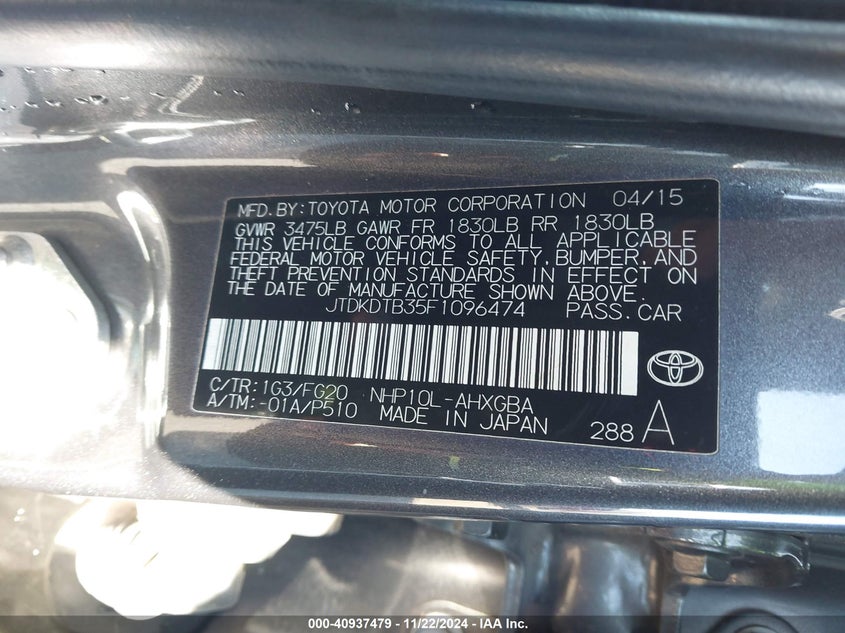 MFD. BY: TOYOTA MOTOR CORPORATION 04/15
GVWR 3475LB GAWR FR 1830LB RR 1830LB
THIS VEHICLE CONFORMS TO ALL APPLICABLE
FEDERAL MOTOR VEHICLE SAFETY, BUMPER, AND
THEFT PREVENTION STANDARDS IN EFFECT ON
THE DATE OF MANUFACTURE SHOWN ABOVE.
JTDKDTB35F1096474 PASS. CAR
C/TR: 1G3/FG20 NHP10L-AHXGBA
A/TM: -01A/P510 MADE IN JAPAN 288 A
000-40937479 - 11/22/2024 - IAA Inc.